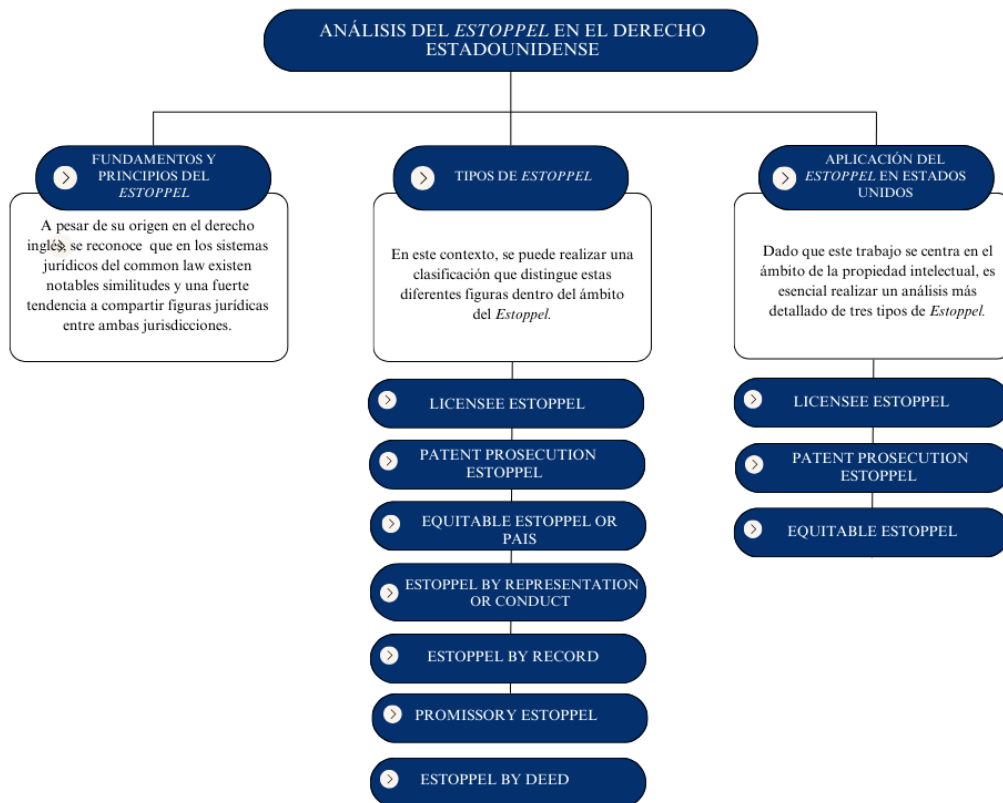 ANÁLISIS DEL ESTOPPEL EN EL DERECHO
ESTADOUNIDENSE
FUNDAMENTOS Y
PRINCIPIOS DEL
ESTOPPEL
A pesar de su origen en el derecho
inglés, se reconoce que en los sistemas
jurídicos del common law existen
notables similitudes y una fuerte
tendencia a compartir figuras jurídicas
entre ambas jurisdicciones.
TIPOS DE ESTOPPEL
En este contexto, se puede realizar una
clasificación que distingue estas
diferentes figuras dentro del ámbito
del Estoppel.
LICENSEE ESTOPPEL
PATENT PROSECUTION
ESTOPPEL
EQUITABLE ESTOPPEL OR
PAIS
ESTOPPEL BY REPRESENTATION
OR CONDUCT
ESTOPPEL BY RECORD
PROMISSORY ESTOPPEL
ESTOPPEL BY DEED
APLICACIÓN DEL
ESTOPPEL EN ESTADOS
UNIDOS
Dado que este trabajo se centra en el
ámbito de la propiedad intelectual, es
esencial realizar un análisis más
detallado de tres tipos de Estoppel.
LICENSEE ESTOPPEL
PATENT PROSECUTION
ESTOPPEL
EQUITABLE ESTOPPEL